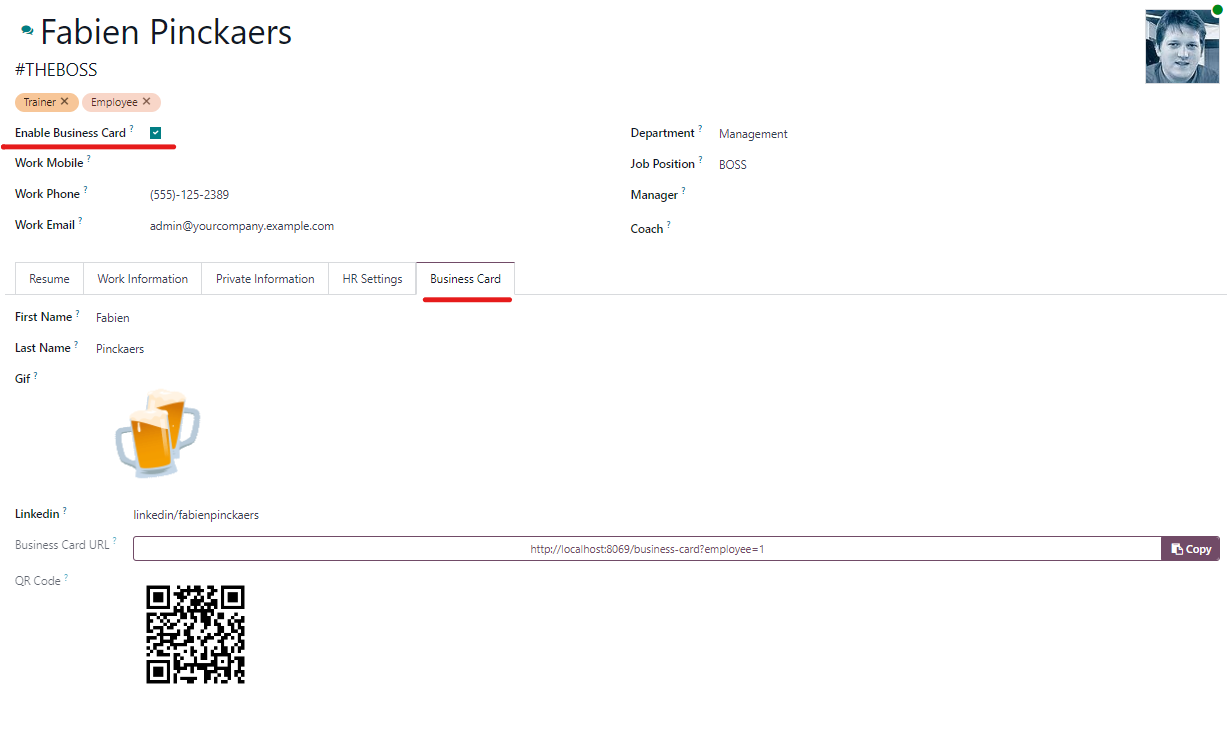 Fabien Pinckaers
#THEBOSS
Trainer ✕ Employee ✕
Enable Business Card ?
Work Mobile ?
Work Phone ? (555)-125-2389
Work Email ? admin@yourcompany.example.com
Department ? Management
Job Position ? BOSS
Manager ?
Coach ?
Resume Work Information Private Information HR Settings Business Card
First Name ? Fabien
Last Name ? Pinckaers
Gif ?
Linkedin ? linkedin/fabienpinckaers
Business Card URL ? http://localhost:8069/business-card?employee=1 Copy
QR Code ?